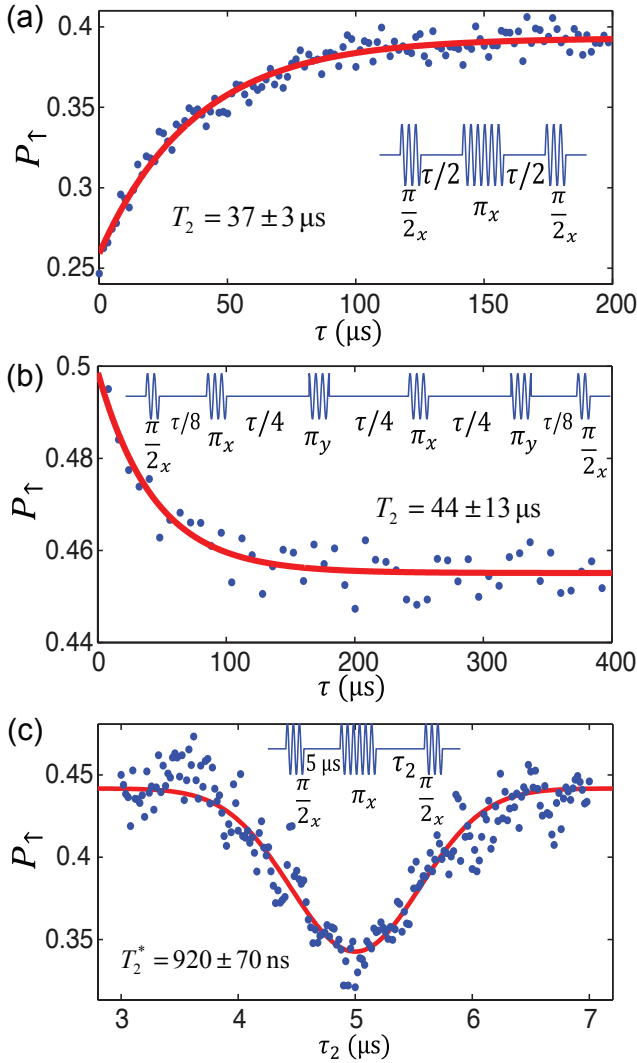 (a)
0.4
0.35
0.3
0.25
P↑
τ/2 τ/2
π/2ₓ πₓ π/2ₓ
T₂ = 37 ± 3 μs
0 50 100 150 200
τ (μs)
(b)
0.5
0.48
0.46
0.44
P↑
π/2ₓ τ/8 πₓ τ/4 π_y τ/4 πₓ τ/4 π_y τ/8 π/2ₓ
T₂ = 44 ± 13 μs
0 100 200 300 400
τ (μs)
(c)
0.45
0.4
0.35
P↑
5 μs τ₂
π/2ₓ πₓ π/2ₓ
T₂* = 920 ± 70 ns
3 4 5 6 7
τ₂ (μs)